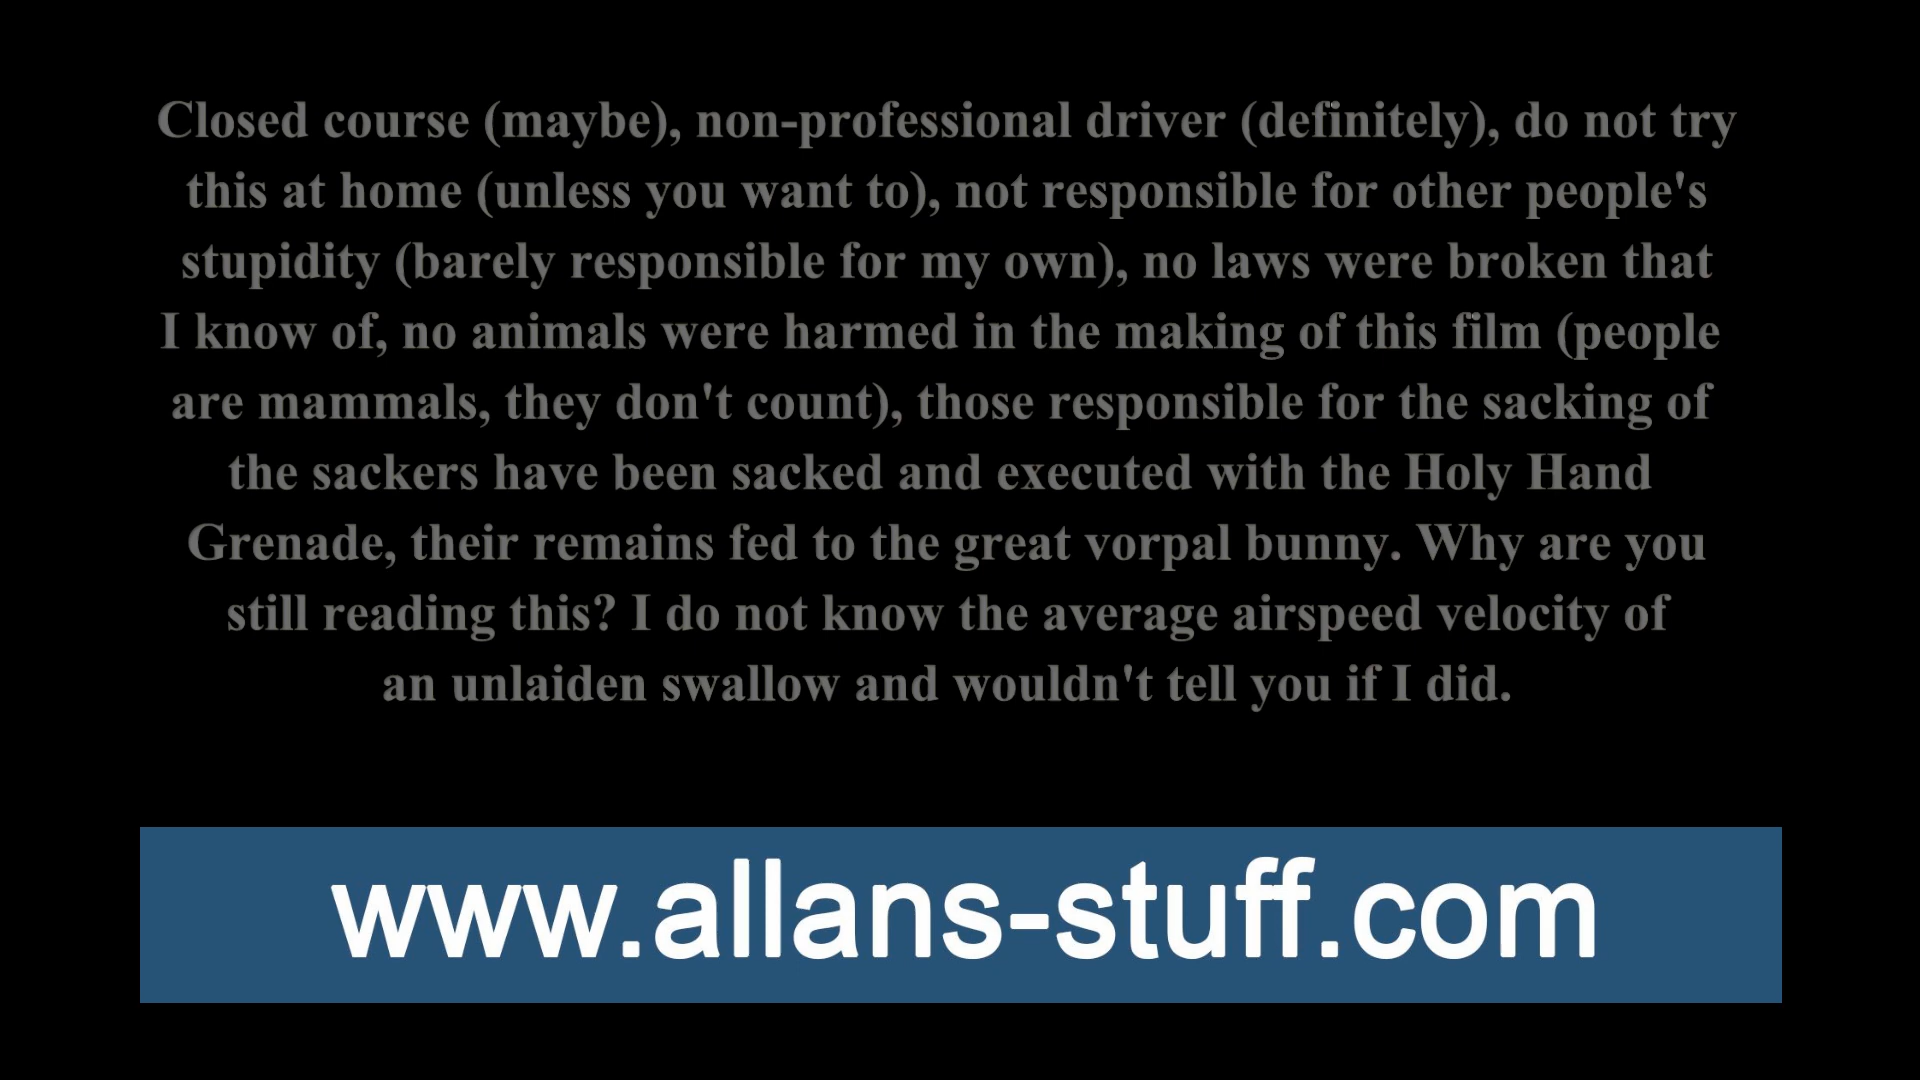 Closed course (maybe), non-professional driver (definitely), do not try
this at home (unless you want to), not responsible for other people's
stupidity (barely responsible for my own), no laws were broken that
I know of, no animals were harmed in the making of this film (people
are mammals, they don't count), those responsible for the sacking of
the sackers have been sacked and executed with the Holy Hand
Grenade, their remains fed to the great vorpal bunny. Why are you
still reading this? I do not know the average airspeed velocity of
an unlaiden swallow and wouldn't tell you if I did.
www.allans-stuff.com